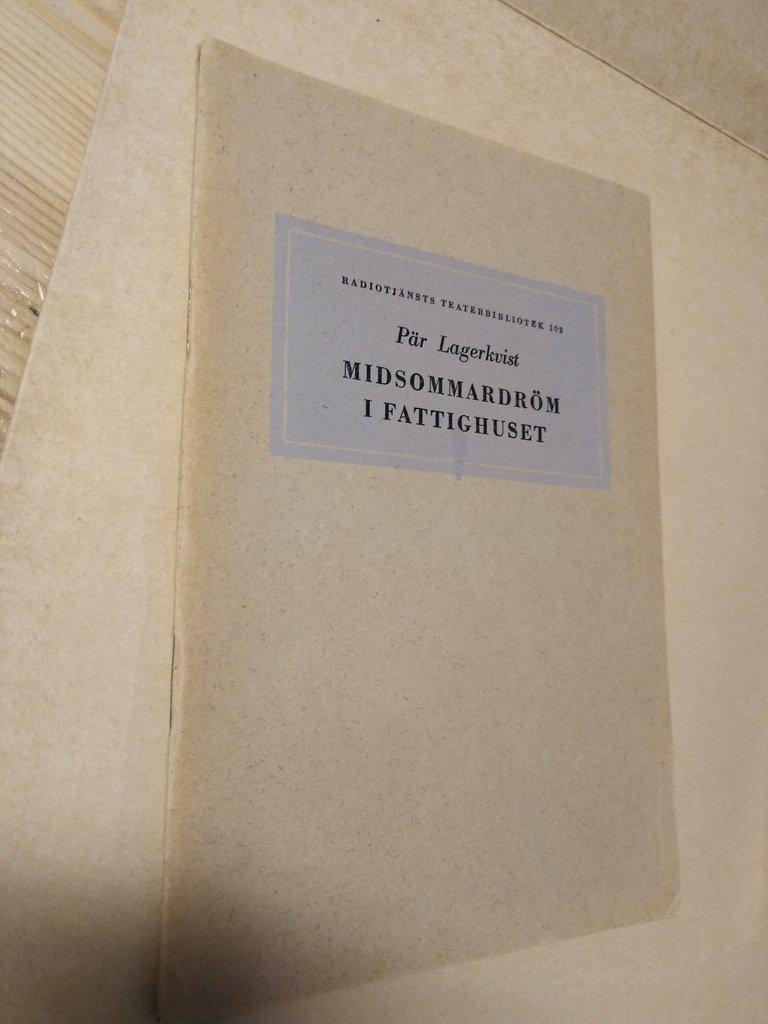 RADIOTJÄNSTS TEATERBIBLIOTEK 103
Pär Lagerkvist
MIDSOMMARDRÖM
I FATTIGHUSET